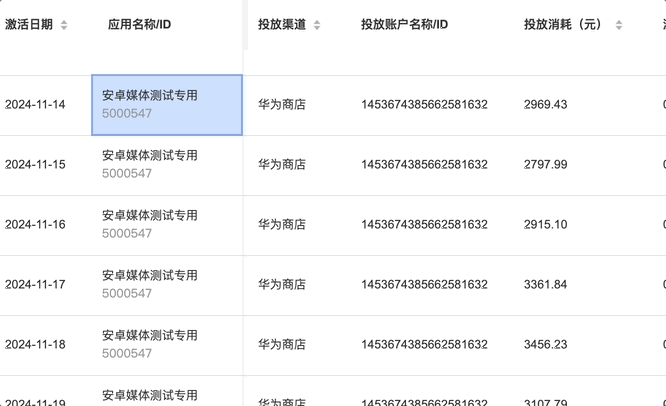 激活日期 应用名称/ID 投放渠道 投放账户名称/ID 投放消耗（元）
2024-11-14 安卓媒体测试专用 华为商店 1453674385662581632 2969.43
5000547
2024-11-15 安卓媒体测试专用 华为商店 1453674385662581632 2797.99
5000547
2024-11-16 安卓媒体测试专用 华为商店 1453674385662581632 2915.10
5000547
2024-11-17 安卓媒体测试专用 华为商店 1453674385662581632 3361.84
5000547
2024-11-18 安卓媒体测试专用 华为商店 1453674385662581632 3456.23
5000547
2024-11-19 安卓媒体测试专用 华为商店 1453674385662581632 3107.79